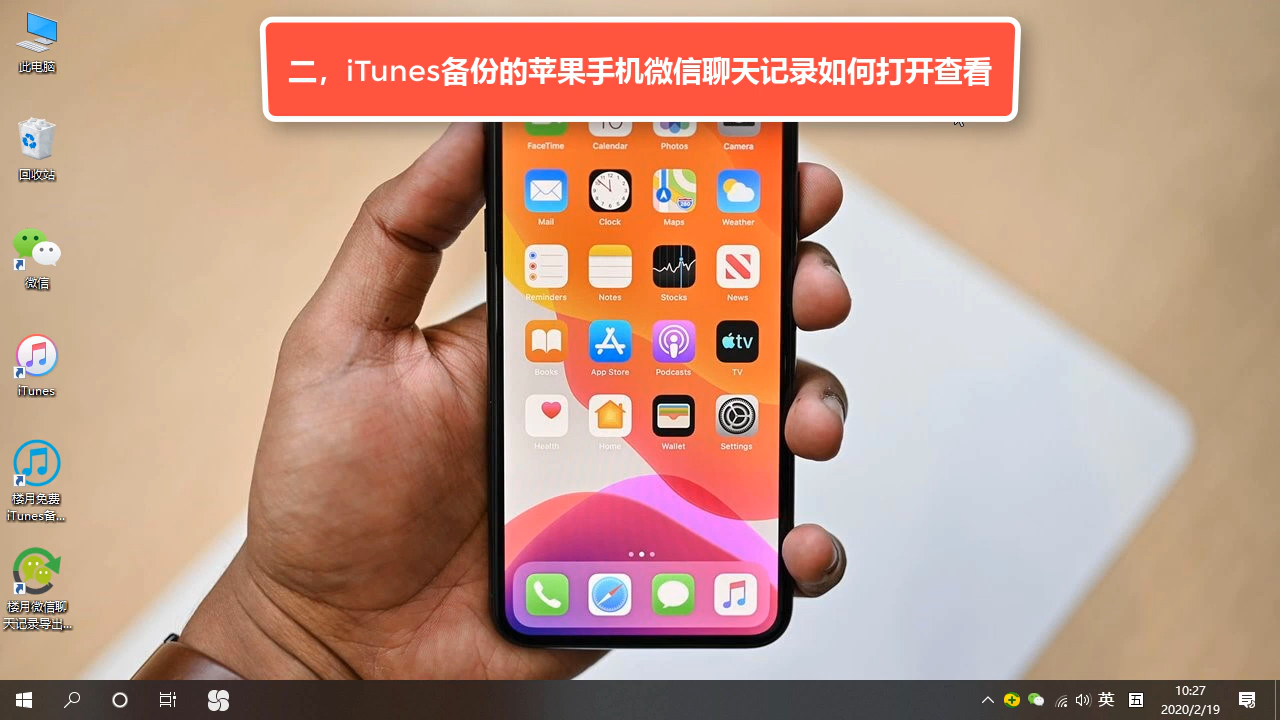 二，iTunes备份的苹果手机微信聊天记录如何打开查看
此电脑
回收站
微信
iTunes
楼月免费
iTunes备...
楼月微信聊
天记录导出...
FaceTime Calendar Photos Camera
Mail Clock Maps Weather
280
Reminders Notes Stocks News
tv
Books App Store Podcasts TV
Health Home Wallet Settings
英
五
10:27
2020/2/19